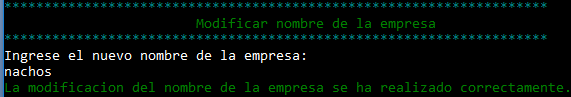 ********************************************************************
Modificar nombre de la empresa
********************************************************************
Ingrese el nuevo nombre de la empresa:
nachos
La modificacion del nombre de la empresa se ha realizado correctamente.